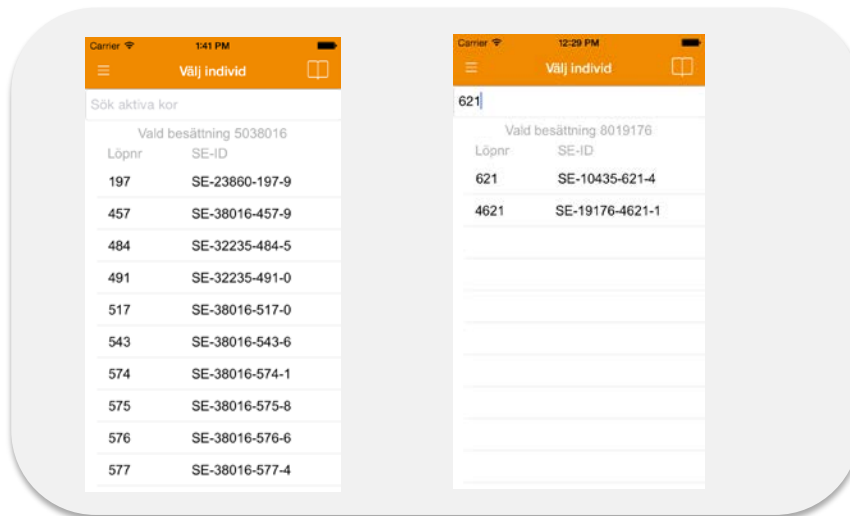 Carrier 1:41 PM
Välj individ
Sök aktiva kor
Vald besättning 5038016
Löpnr SE-ID
197 SE-23860-197-9
457 SE-38016-457-9
484 SE-32235-484-5
491 SE-32235-491-0
517 SE-38016-517-0
543 SE-38016-543-6
574 SE-38016-574-1
575 SE-38016-575-8
576 SE-38016-576-6
577 SE-38016-577-4
Carrier 12:29 PM
Välj individ
621
Vald besättning 8019176
Löpnr SE-ID
621 SE-10435-621-4
4621 SE-19176-4621-1